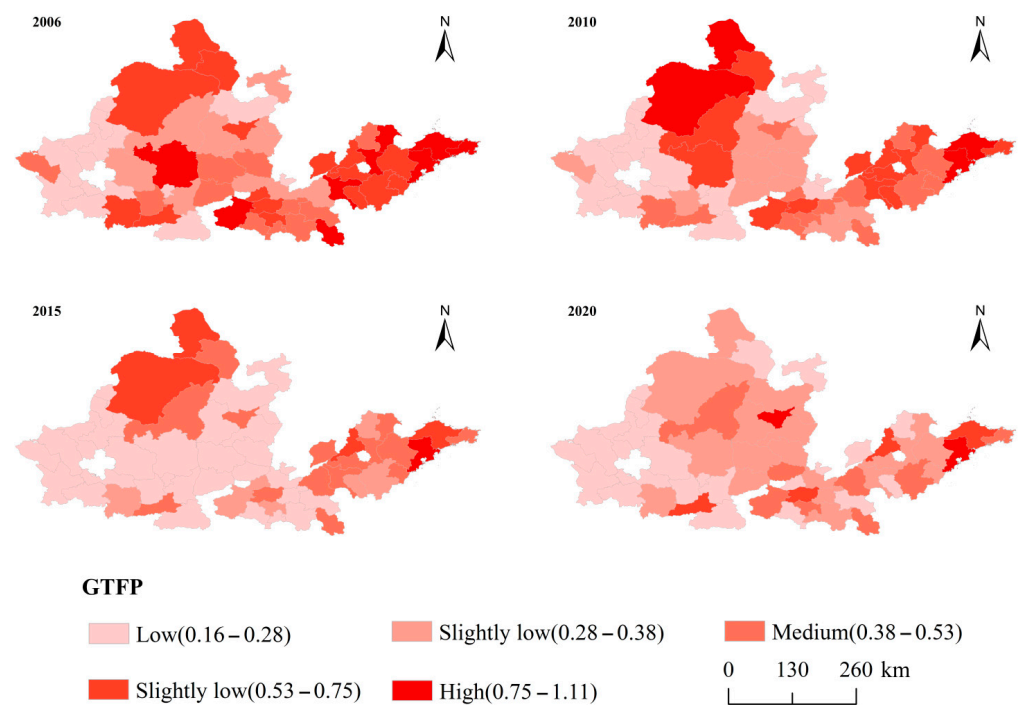 2006
N
2010
N
2015
N
2020
N
GTFP
Low(0.16−0.28)
Slightly low(0.28−0.38)
Medium(0.38−0.53)
Slightly low(0.53−0.75)
High(0.75−1.11)
0 130 260 km